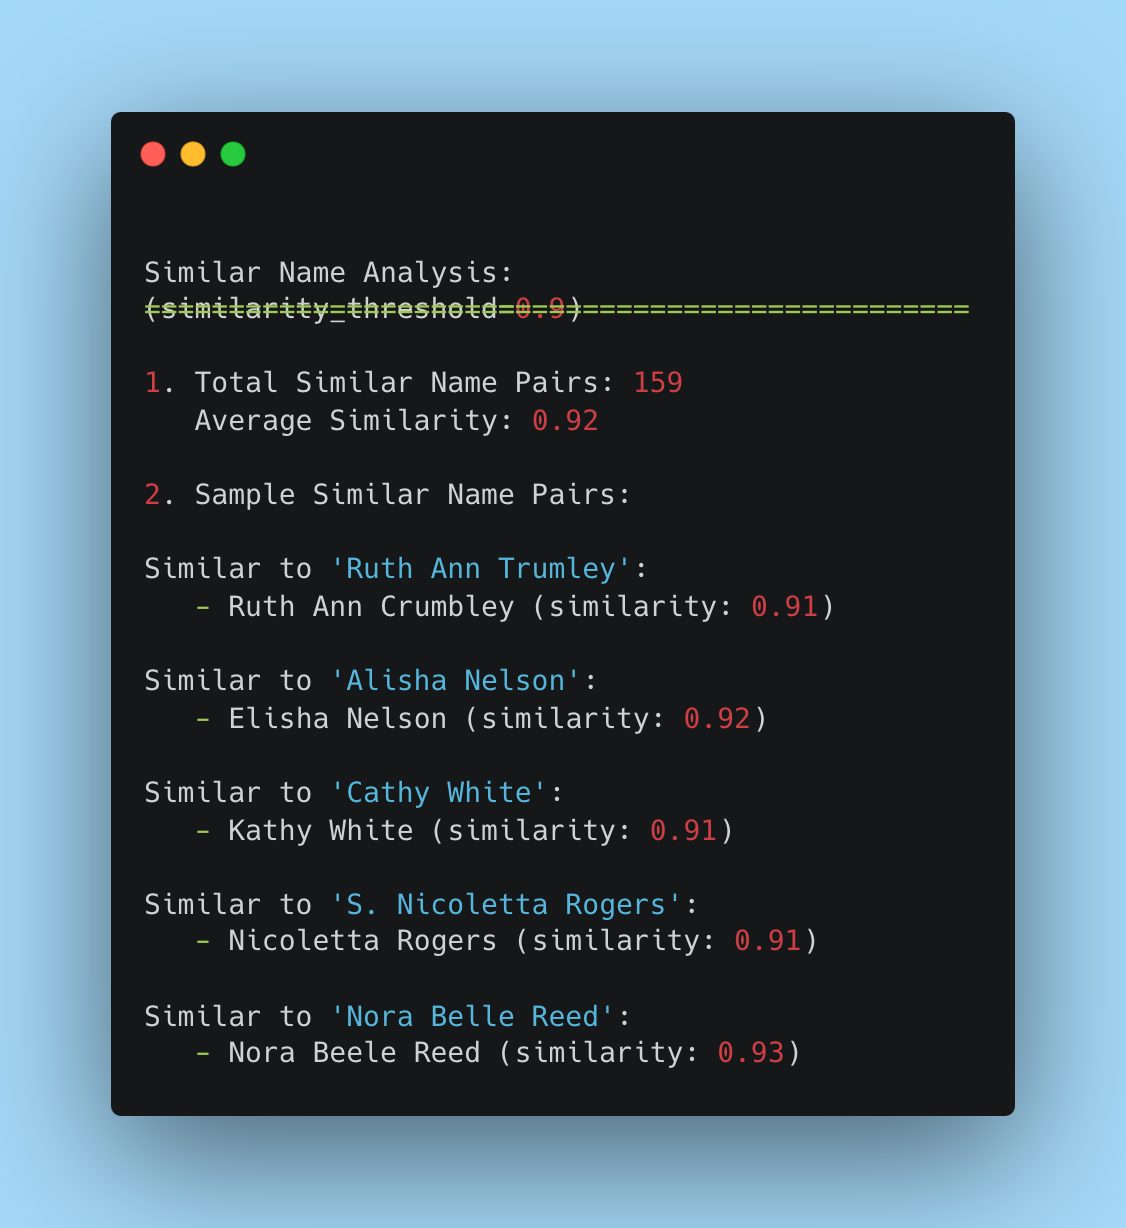 Similar Name Analysis:
(similarity_threshold=0.9)
=================================================
1. Total Similar Name Pairs: 159
Average Similarity: 0.92
2. Sample Similar Name Pairs:
Similar to 'Ruth Ann Trumley':
- Ruth Ann Crumbley (similarity: 0.91)
Similar to 'Alisha Nelson':
- Elisha Nelson (similarity: 0.92)
Similar to 'Cathy White':
- Kathy White (similarity: 0.91)
Similar to 'S. Nicoletta Rogers':
- Nicoletta Rogers (similarity: 0.91)
Similar to 'Nora Belle Reed':
- Nora Beele Reed (similarity: 0.93)